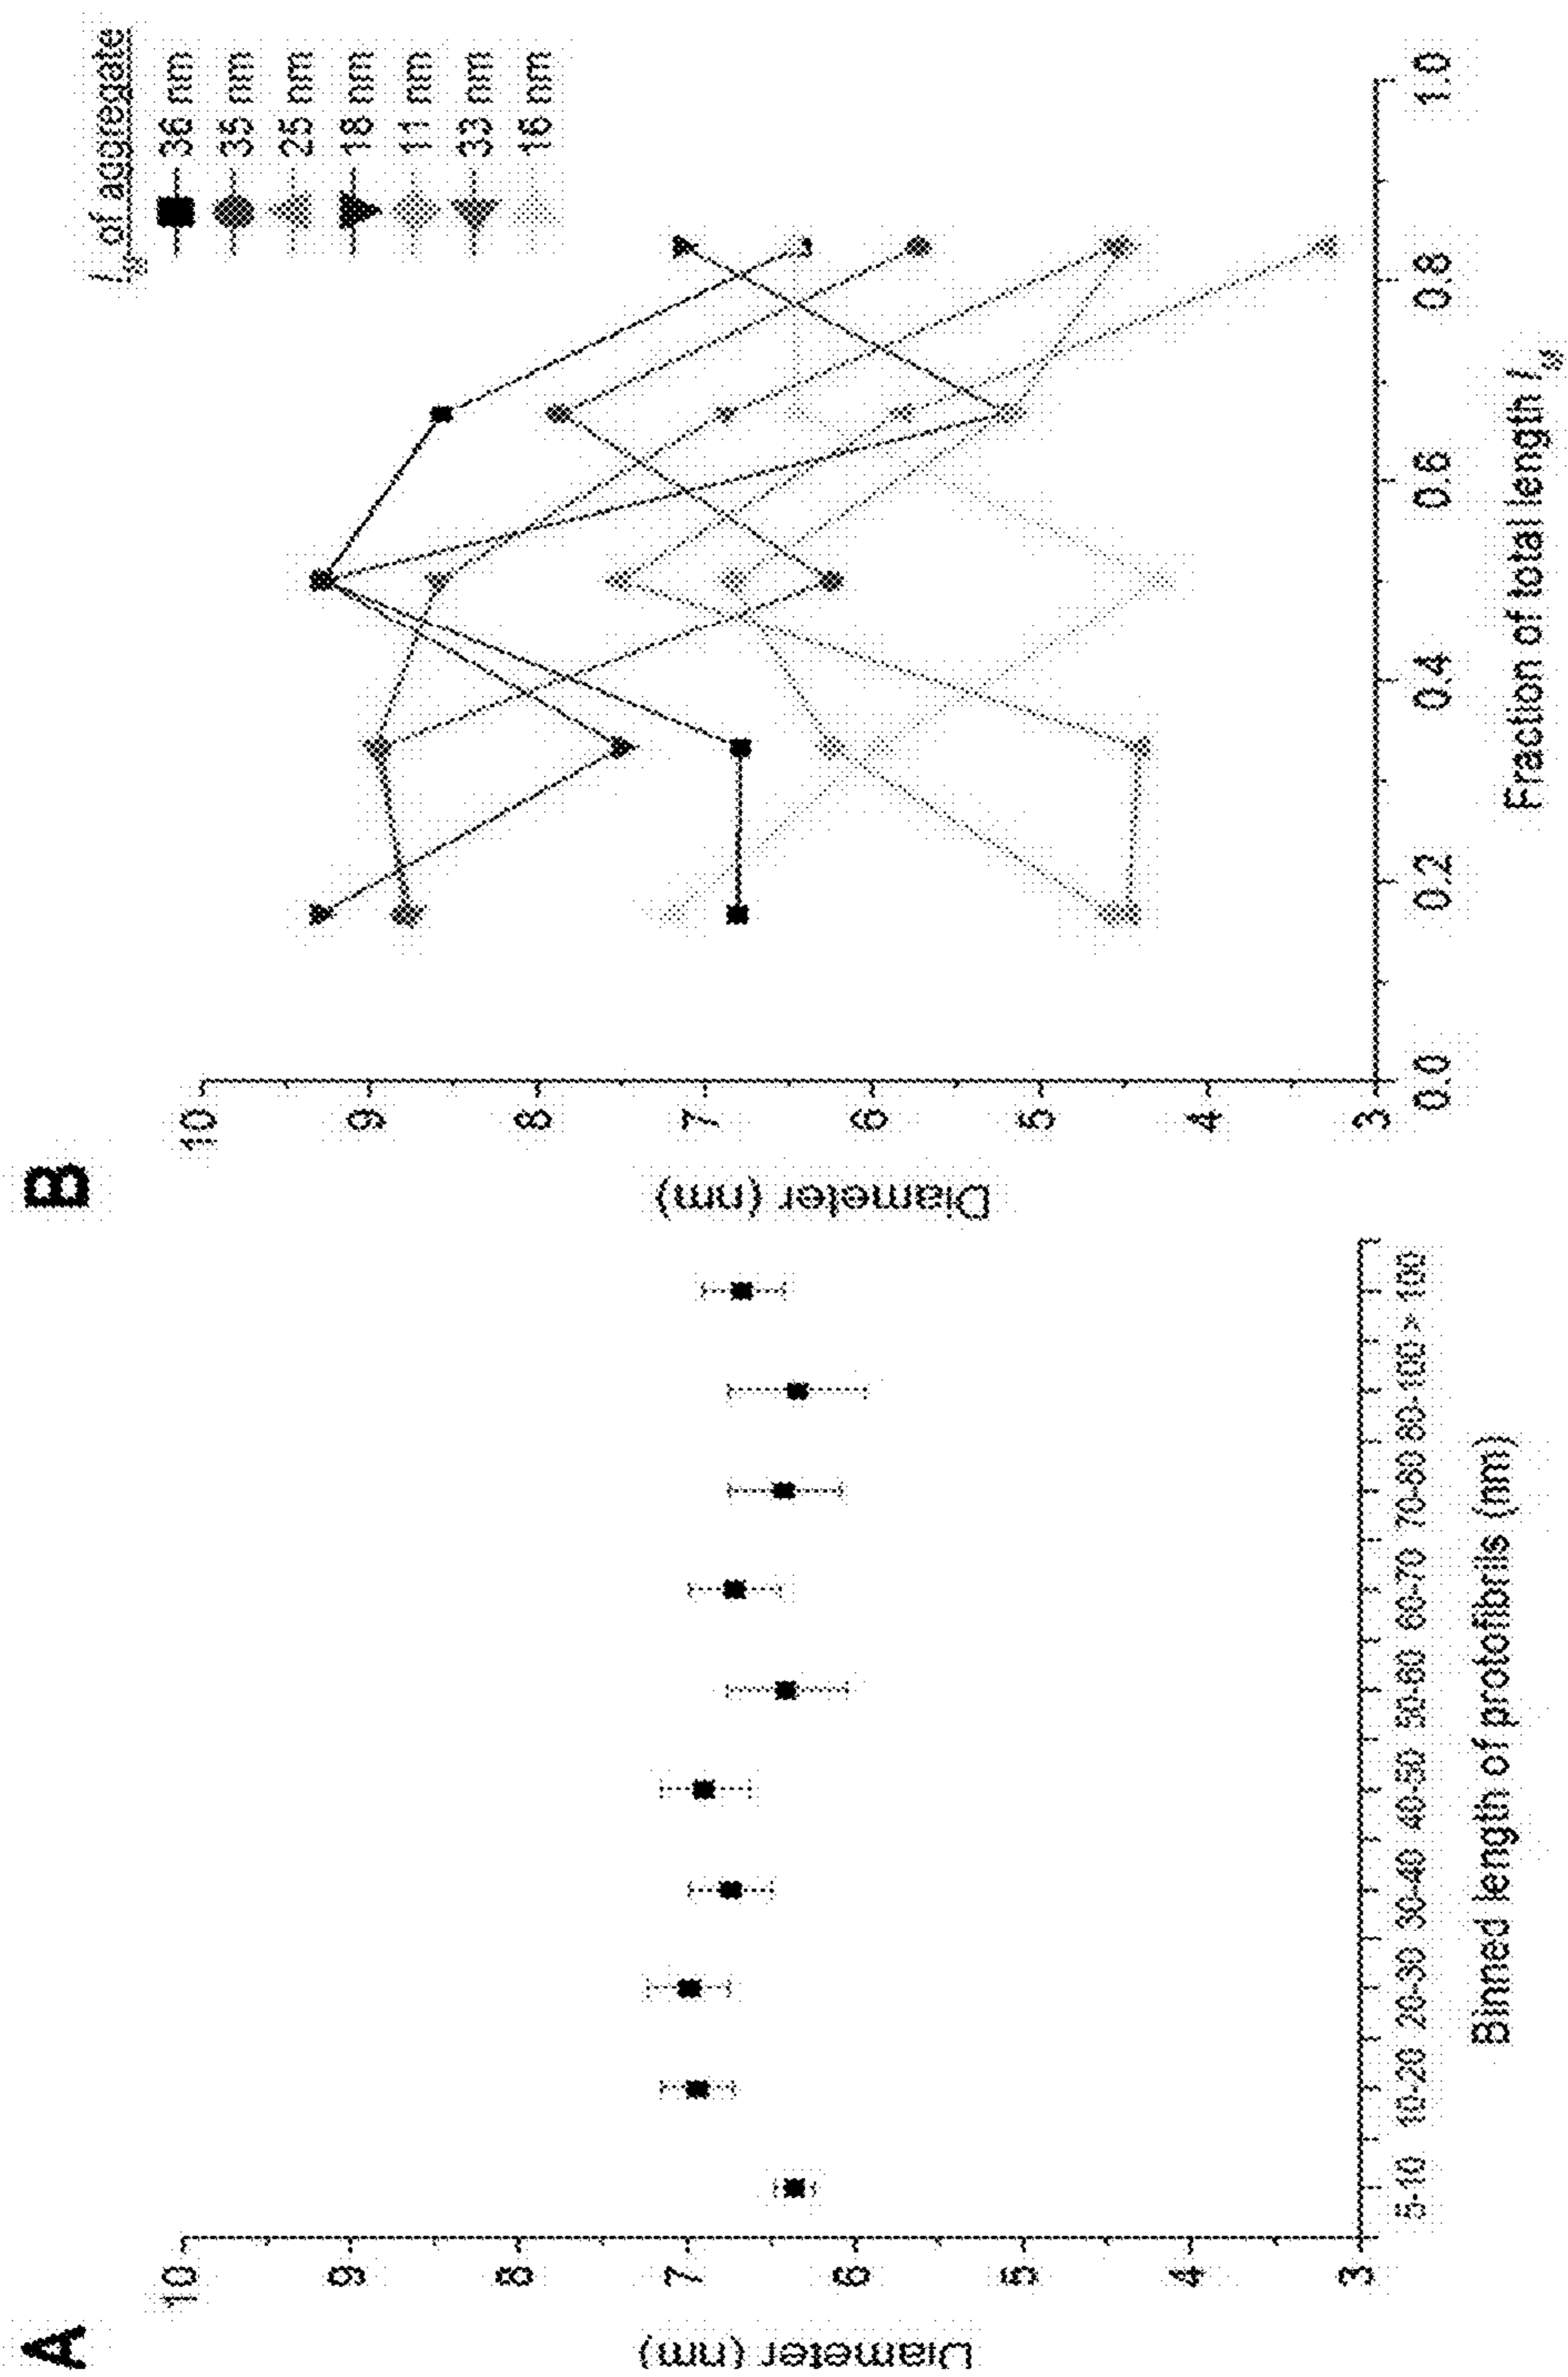 A
Diameter (nm)
10
9
8
7
6
5
4
3
5-10 10-20 20-30 30-40 40-50 50-60 60-70 70-80 80-100 > 100
Binned length of protofibrils (nm)
B
Diameter (nm)
10
9
8
7
6
5
4
3
0.0 0.2 0.4 0.6 0.8 1.0
Fraction of total length
of aggregate
36 nm
35 nm
25 nm
18 nm
11 nm
33 nm
16 nm